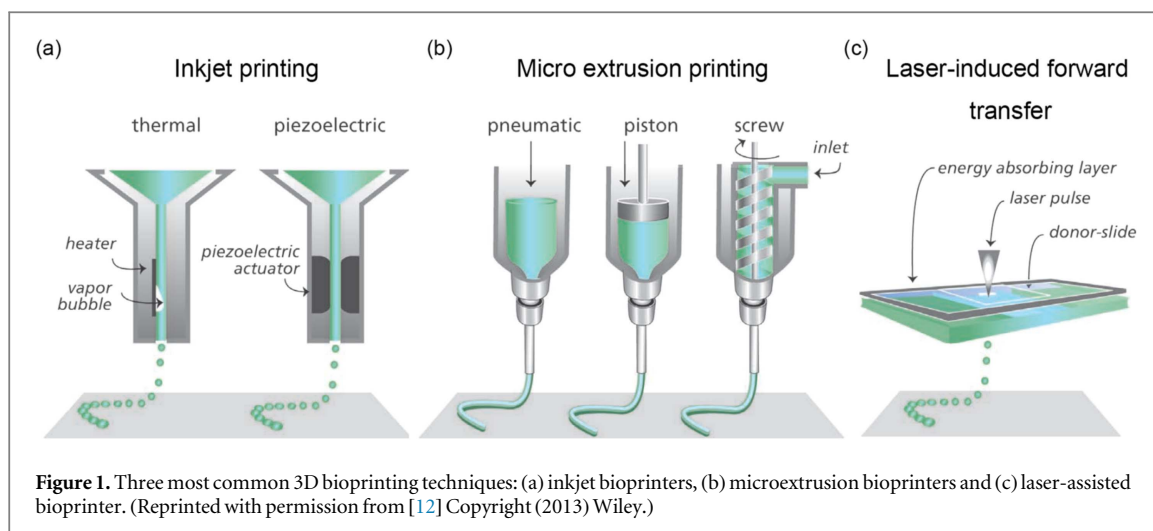 (a)
Inkjet printing
thermal
piezoelectric
heater
vapor
bubble
piezoelectric
actuator
(b)
Micro extrusion printing
pneumatic
piston
screw
inlet
(c)
Laser-induced forward
transfer
energy absorbing layer
laser pulse
donor-slide
Figure 1. Three most common 3D bioprinting techniques: (a) inkjet bioprinters, (b) microextrusion bioprinters and (c) laser-assisted
bioprinter. (Reprinted with permission from [12] Copyright (2013) Wiley.)